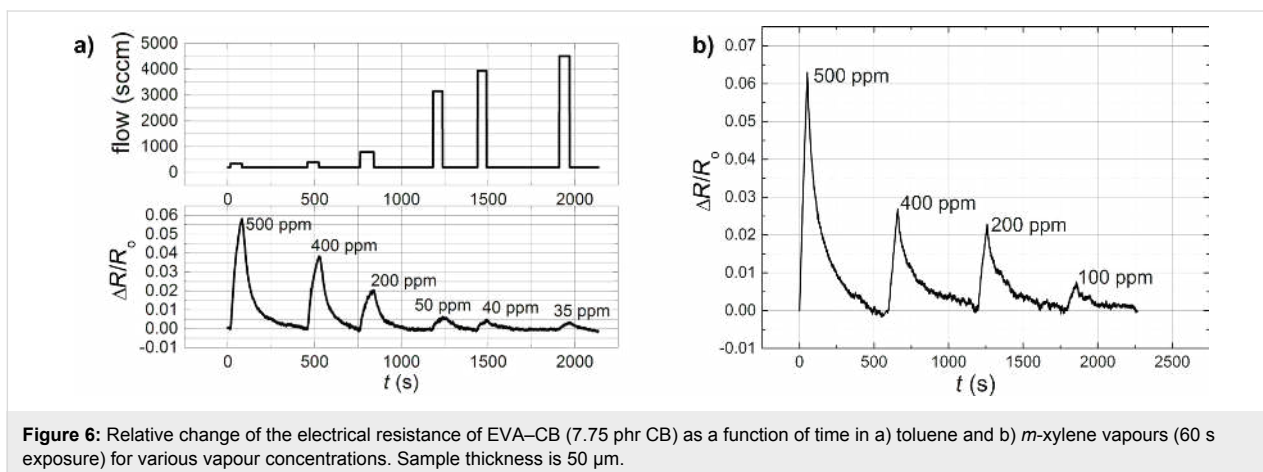 a)
5000
4000
3000
2000
1000
0
flow (sccm)
0 500 1000 1500 2000
0.06
0.05
0.04
0.03
0.02
0.01
0.00
-0.01
ΔR/Ro
500 ppm
400 ppm
200 ppm
50 ppm
40 ppm
35 ppm
0 500 1000 1500 2000
t (s)
b)
0.07
0.06
0.05
0.04
0.03
0.02
0.01
0.00
-0.01
ΔR/Ro
500 ppm
400 ppm
200 ppm
100 ppm
0 500 1000 1500 2000 2500
t (s)
Figure 6: Relative change of the electrical resistance of EVA–CB (7.75 phr CB) as a function of time in a) toluene and b) m-xylene vapours (60 s
exposure) for various vapour concentrations. Sample thickness is 50 µm.